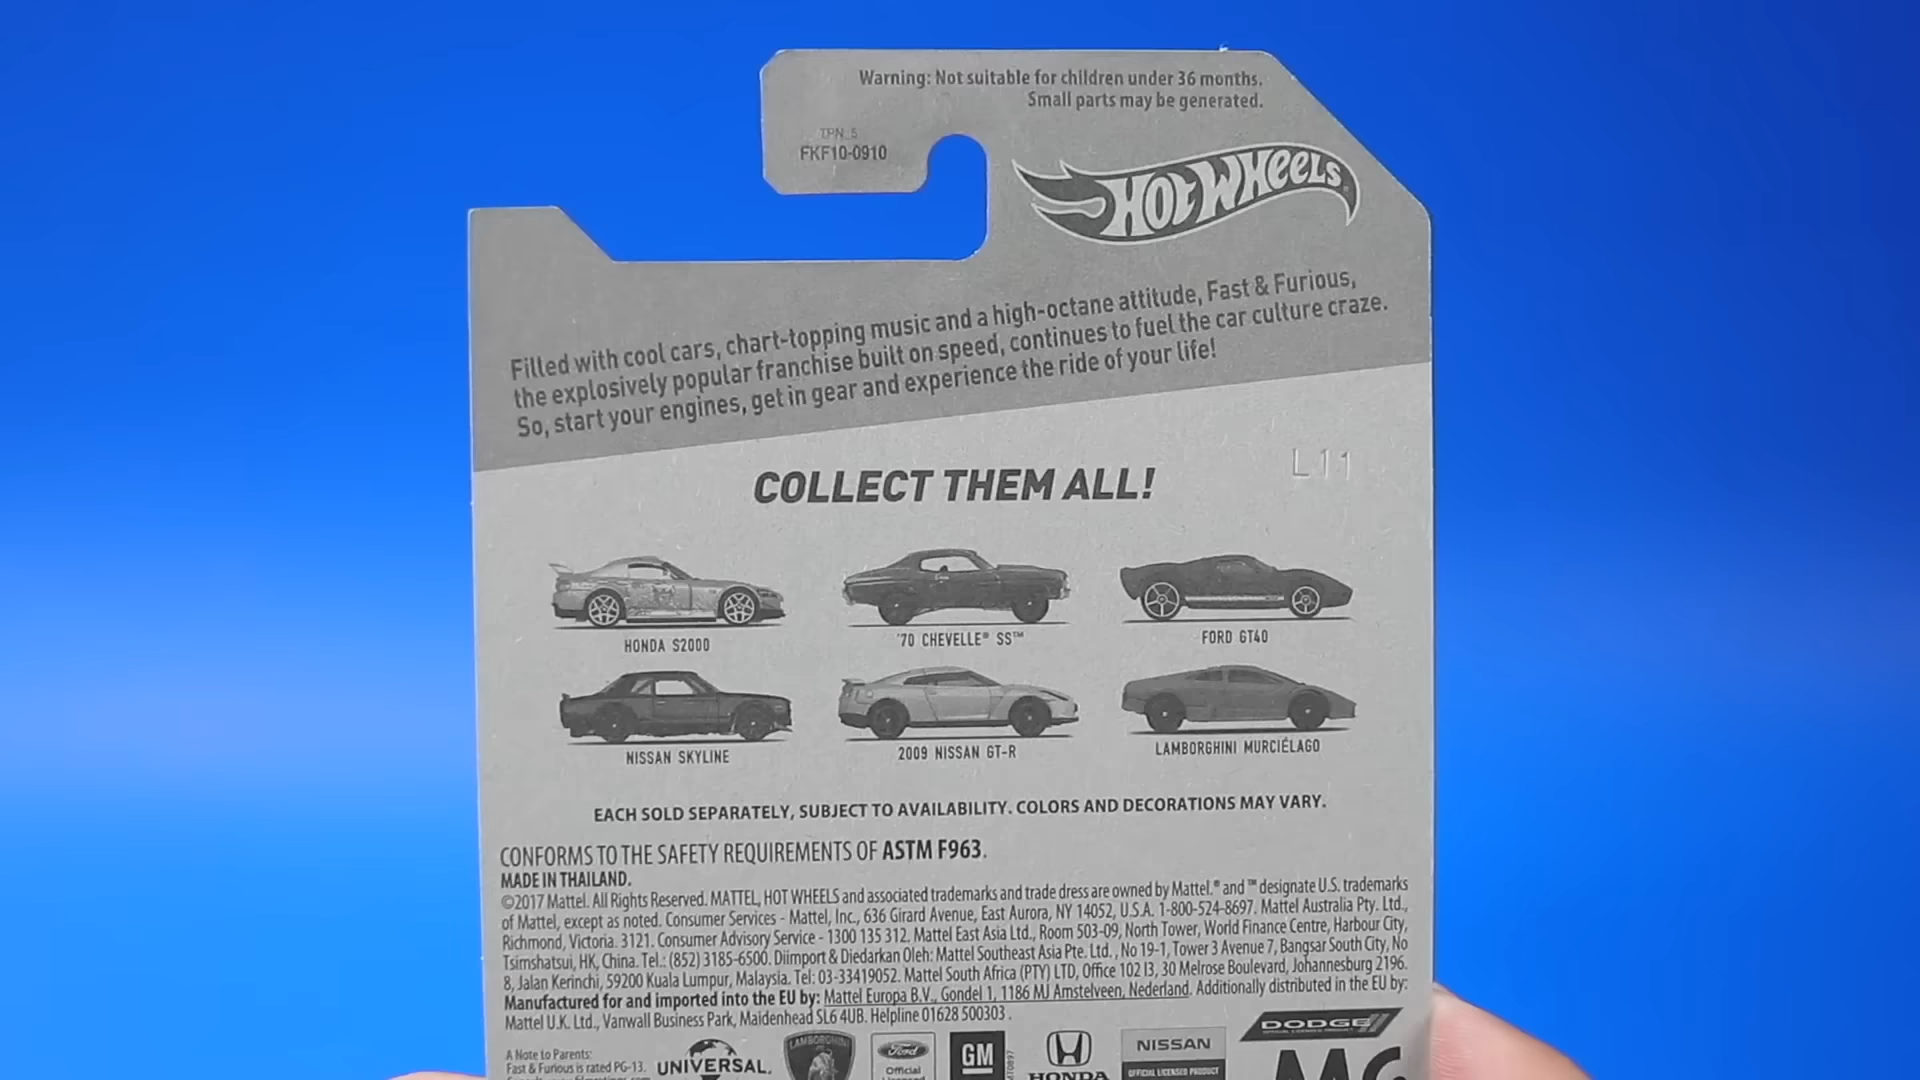 Warning: Not suitable for children under 36 months.
Small parts may be generated.
TPN_5
FKF10-0910
HOT WHEELS
Filled with cool cars, chart-topping music and a high-octane attitude, Fast & Furious,
the explosively popular franchise built on speed, continues to fuel the car culture craze.
So, start your engines, get in gear and experience the ride of your life!
L11
COLLECT THEM ALL!
HONDA S2000
'70 CHEVELLE® SS™
FORD GT40
NISSAN SKYLINE
2009 NISSAN GT-R
LAMBORGHINI MURCIÉLAGO
EACH SOLD SEPARATELY, SUBJECT TO AVAILABILITY. COLORS AND DECORATIONS MAY VARY.
CONFORMS TO THE SAFETY REQUIREMENTS OF ASTM F963.
MADE IN THAILAND.
©2017 Mattel. All Rights Reserved. MATTEL, HOT WHEELS and associated trademarks and trade dress are owned by Mattel.® and ™ designate U.S. trademarks
of Mattel, except as noted. Consumer Services - Mattel, Inc., 636 Girard Avenue, East Aurora, NY 14052, U.S.A. 1-800-524-8697. Mattel Australia Pty. Ltd.,
Richmond, Victoria. 3121. Consumer Advisory Service - 1300 135 312. Mattel East Asia Ltd., Room 503-09, North Tower, World Finance Centre, Harbour City,
Tsimshatsui, HK, China. Tel.: (852) 3185-6500. Diimport & Diedarkan Oleh: Mattel Southeast Asia Pte. Ltd., No 19-1, Tower 3 Avenue 7, Bangsar South City, No
8, Jalan Kerinchi, 59200 Kuala Lumpur, Malaysia. Tel: 03-33419052. Mattel South Africa (PTY) LTD, Office 102 I3, 30 Melrose Boulevard, Johannesburg 2196.
Manufactured for and imported into the EU by: Mattel Europa B.V., Gondel 1, 1186 MJ Amstelveen, Nederland. Additionally distributed in the EU by:
Mattel U.K. Ltd., Vanwall Business Park, Maidenhead SL6 4UB. Helpline 01628 500303.
A Note to Parents:
Fast & Furious is rated PG-13.
UNIVERSAL
LAMBORGHINI
Ford
Official
GM
HONDA
NISSAN
OFFICIAL LICENSED PRODUCT
DODGE